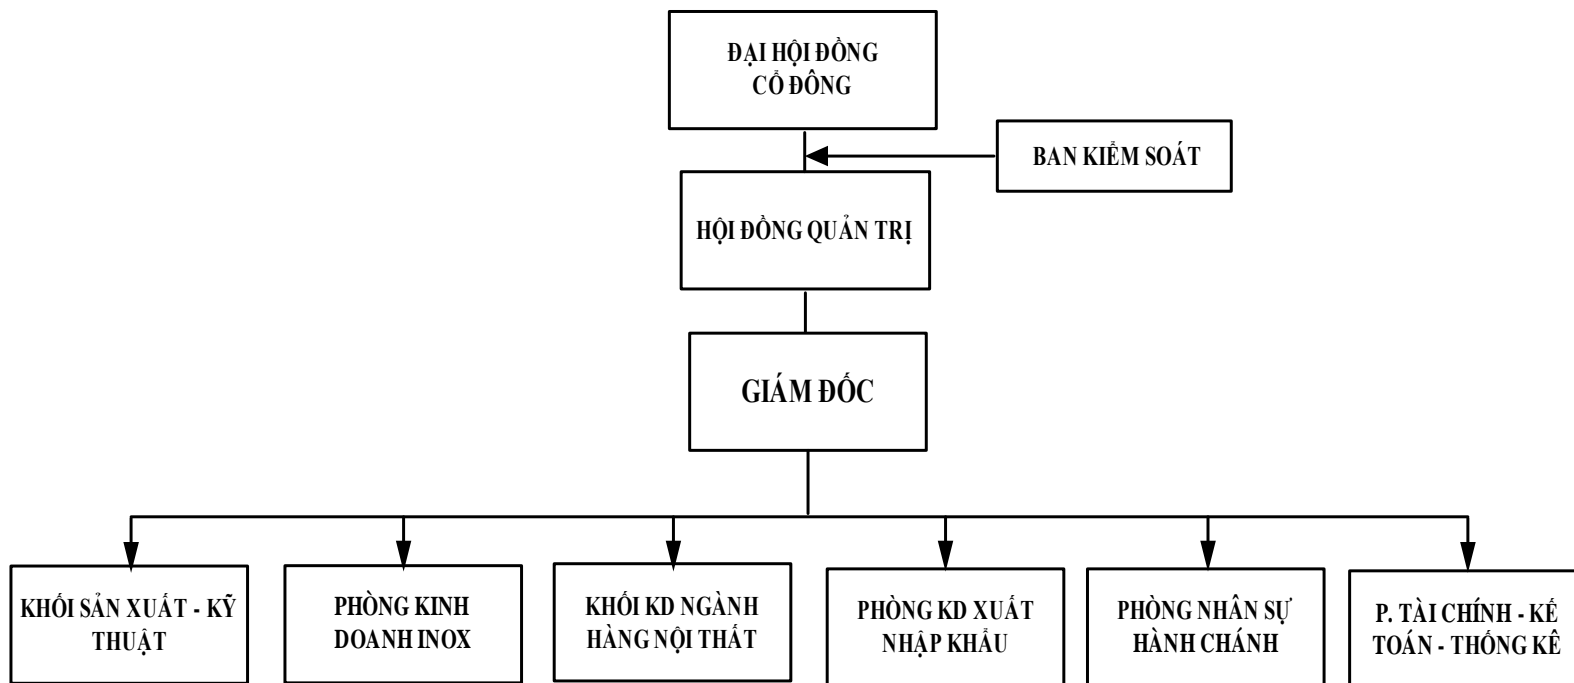 ĐẠI HỘI ĐỒNG
CỔ ĐÔNG
BAN KIỂM SOÁT
HỘI ĐỒNG QUẢN TRỊ
GIÁM ĐỐC
KHỐI SẢN XUẤT - KỸ
THUẬT
PHÒNG KINH
DOANH INOX
KHỐI KD NGÀNH
HÀNG NỘI THẤT
PHÒNG KD XUẤT
NHẬP KHẨU
PHÒNG NHÂN SỰ
HÀNH CHÁNH
P. TÀI CHÍNH - KẾ
TOÁN - THỐNG KÊ